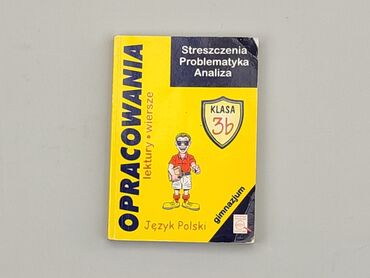 OPRACOWANIA
lektury • wiersze
Streszczenia
Problematyka
Analiza
KLASA
3b
gimnazjum
Język Polski